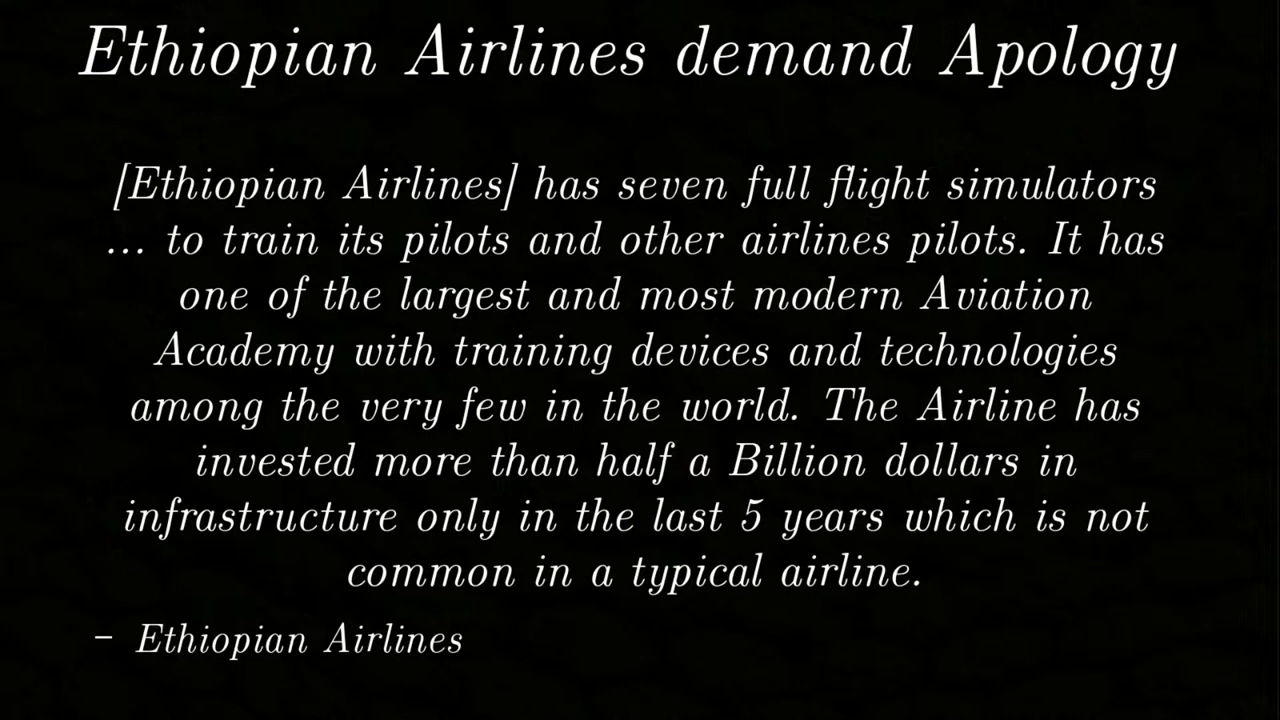 Ethiopian Airlines demand Apology
[Ethiopian Airlines] has seven full flight simulators
... to train its pilots and other airlines pilots. It has
one of the largest and most modern Aviation
Academy with training devices and technologies
among the very few in the world. The Airline has
invested more than half a Billion dollars in
infrastructure only in the last 5 years which is not
common in a typical airline.
– Ethiopian Airlines